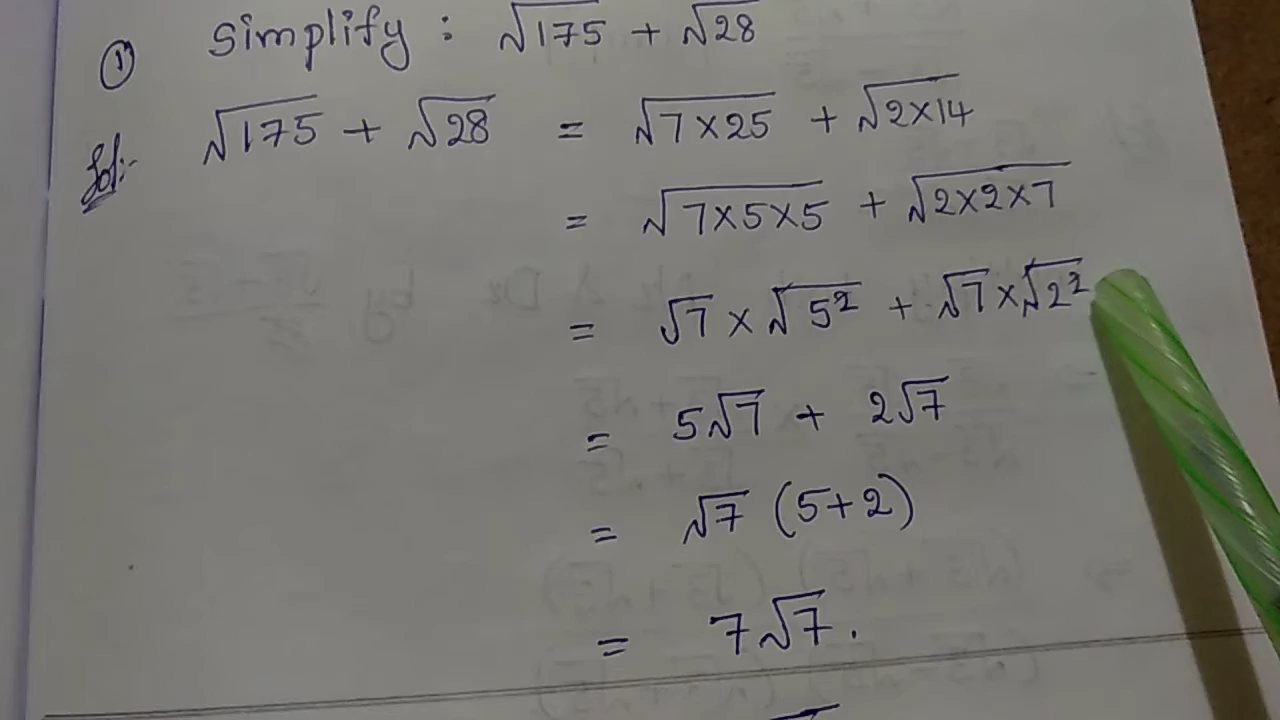 ① Simplify : √175 + √28
Sol:- √175 + √28 = √7×25 + √2×14
= √7×5×5 + √2×2×7
= √7 × √5² + √7 × √2²
= 5√7 + 2√7
= √7 (5+2)
= 7√7.